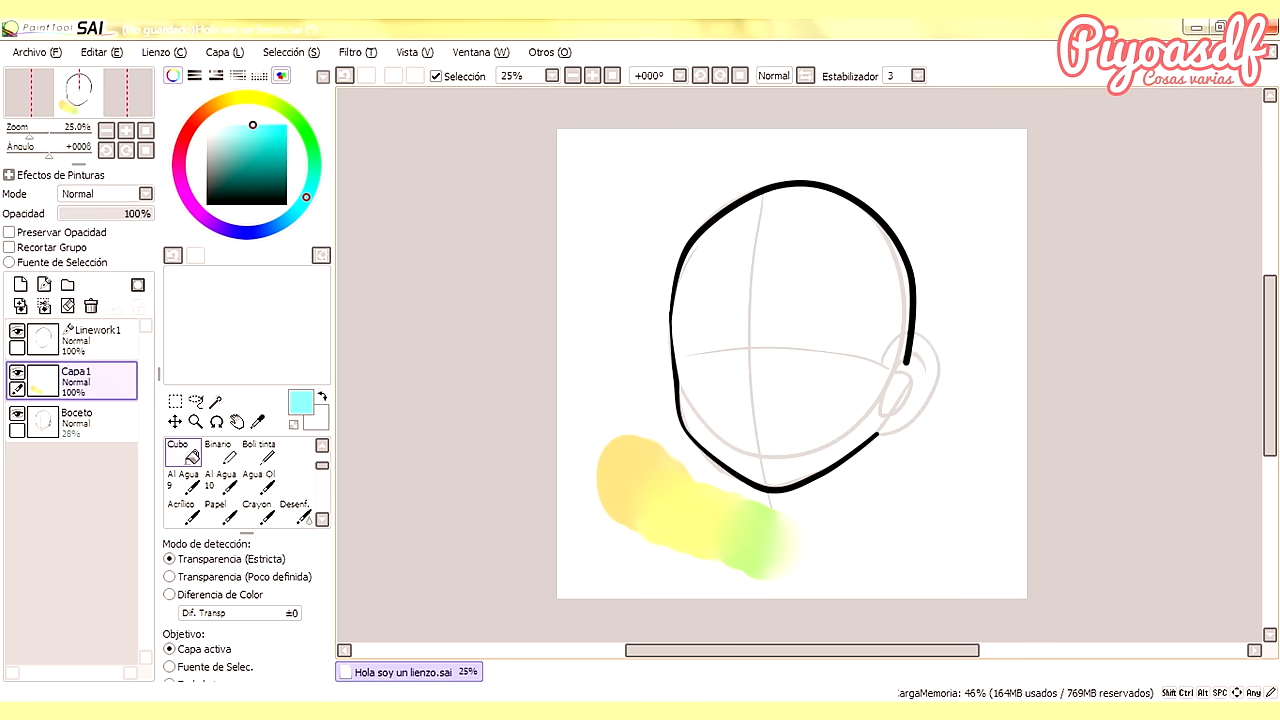 PaintTool SAI
Piyoasdf
Cosas varias
Archivo (F) Editar (E) Lienzo (C) Capa (L) Selección (S) Filtro (T) Vista (V) Ventana (W) Otros (O)
Selección 25% +000º Normal Estabilizador 3
Zoom 25.0%
Ángulo +000º
Efectos de Pinturas
Mode Normal
Opacidad 100%
Preservar Opacidad
Recortar Grupo
Fuente de Selección
Linework1
Normal
100%
Capa1
Normal
100%
Boceto
Normal
28%
Cubo Binario Boli tinta
Al Agua 9 Al Agua 10 Agua Ol
Acrílico Papel Crayon Desenf.
Modo de detección:
Transparencia (Estricta)
Transparencia (Poco definida)
Diferencia de Color
Dif. Transp ±0
Objetivo:
Capa activa
Fuente de Selec.
Hola soy un lienzo.sai 25%
argaMemoria: 46% (164MB usados / 769MB reservados) Shift Ctrl Alt SPC Any